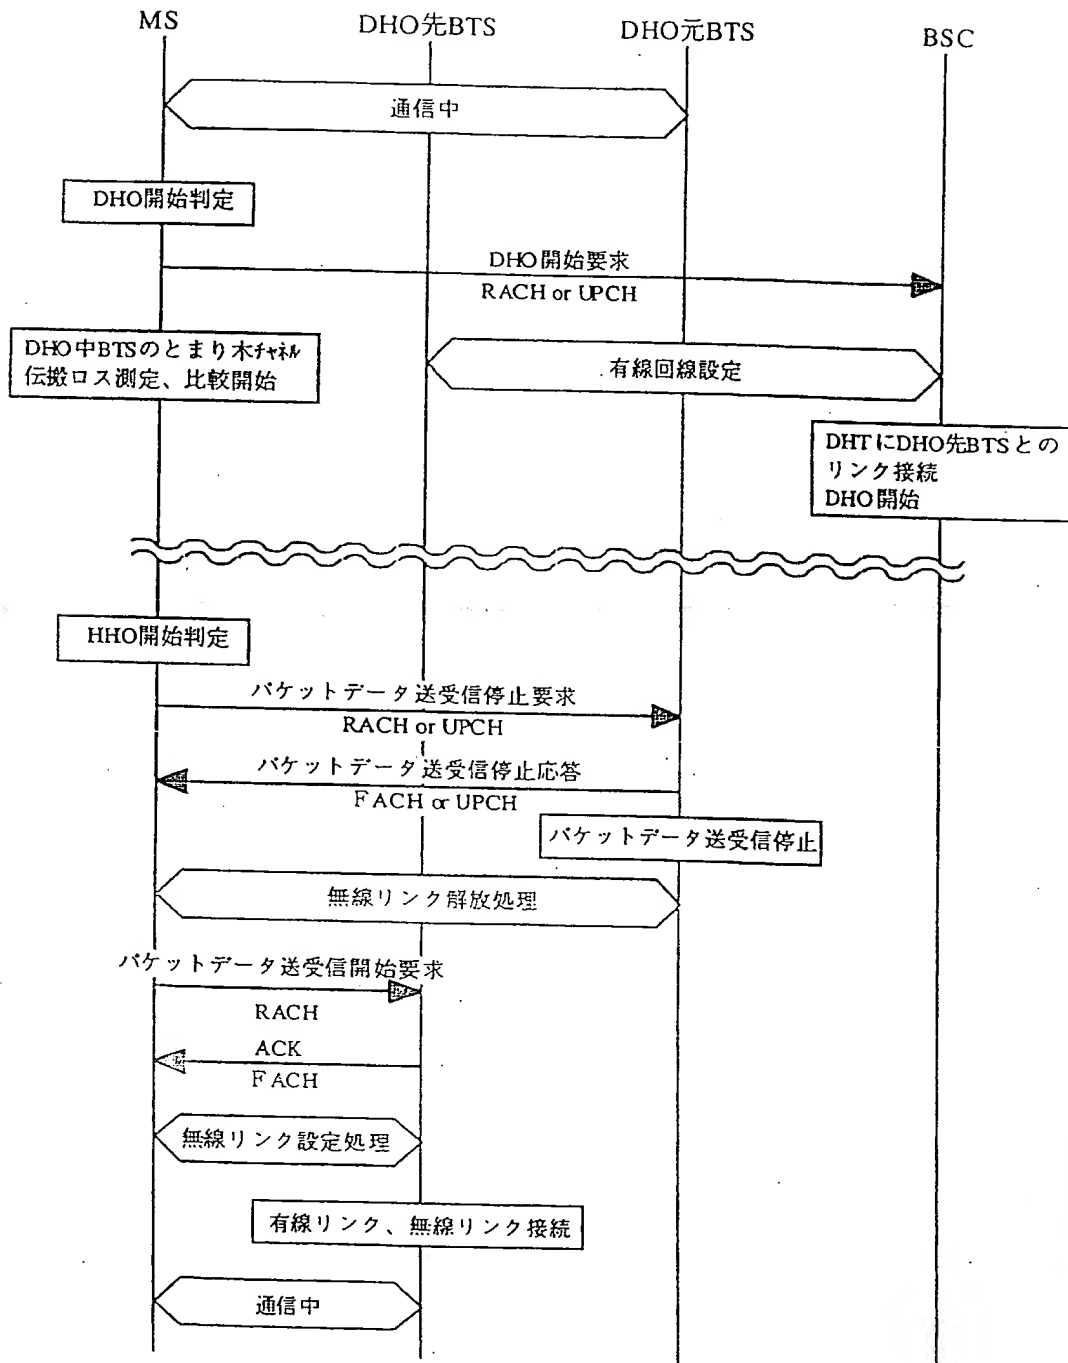 MS
DHO先BTS
DHO元BTS
BSC
通信中
DHO開始判定
DHO開始要求
RACH or UPCH
DHO中BTSのとまり木チャネル
伝搬ロス測定、比較開始
有線回線設定
DHTにDHO先BTSとの
リンク接続
DHO開始
HHO開始判定
パケットデータ送受信停止要求
RACH or UPCH
パケットデータ送受信停止応答
FACH or UPCH
パケットデータ送受信停止
無線リンク解放処理
パケットデータ送受信開始要求
RACH
ACK
FACH
無線リンク設定処理
有線リンク、無線リンク接続
通信中